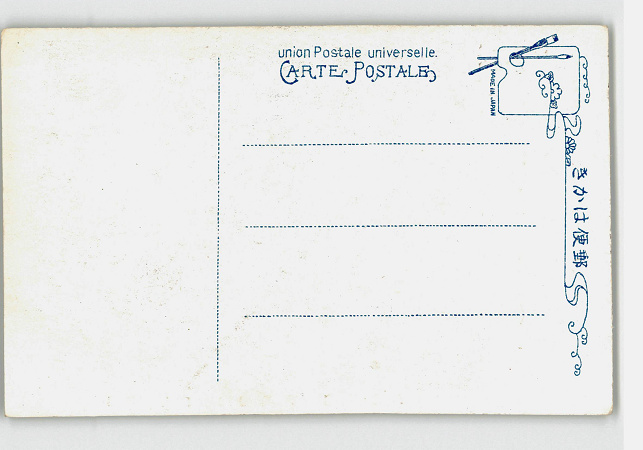 union Postale universelle.
CARTE POSTALE
MADE IN JAPAN
きかは便郵